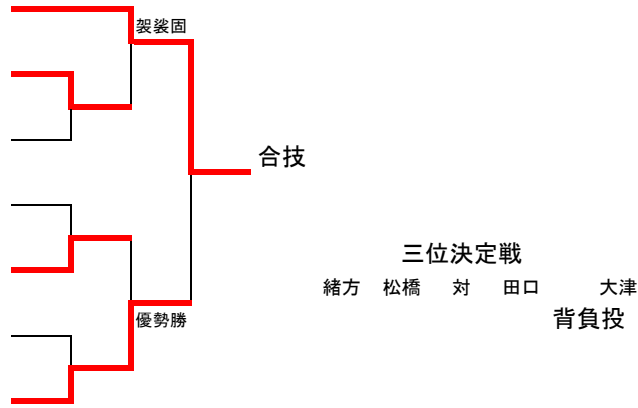 袈裟固
合技
三位決定戦
緒方 松橋 対 田口 大津
背負投
優勢勝